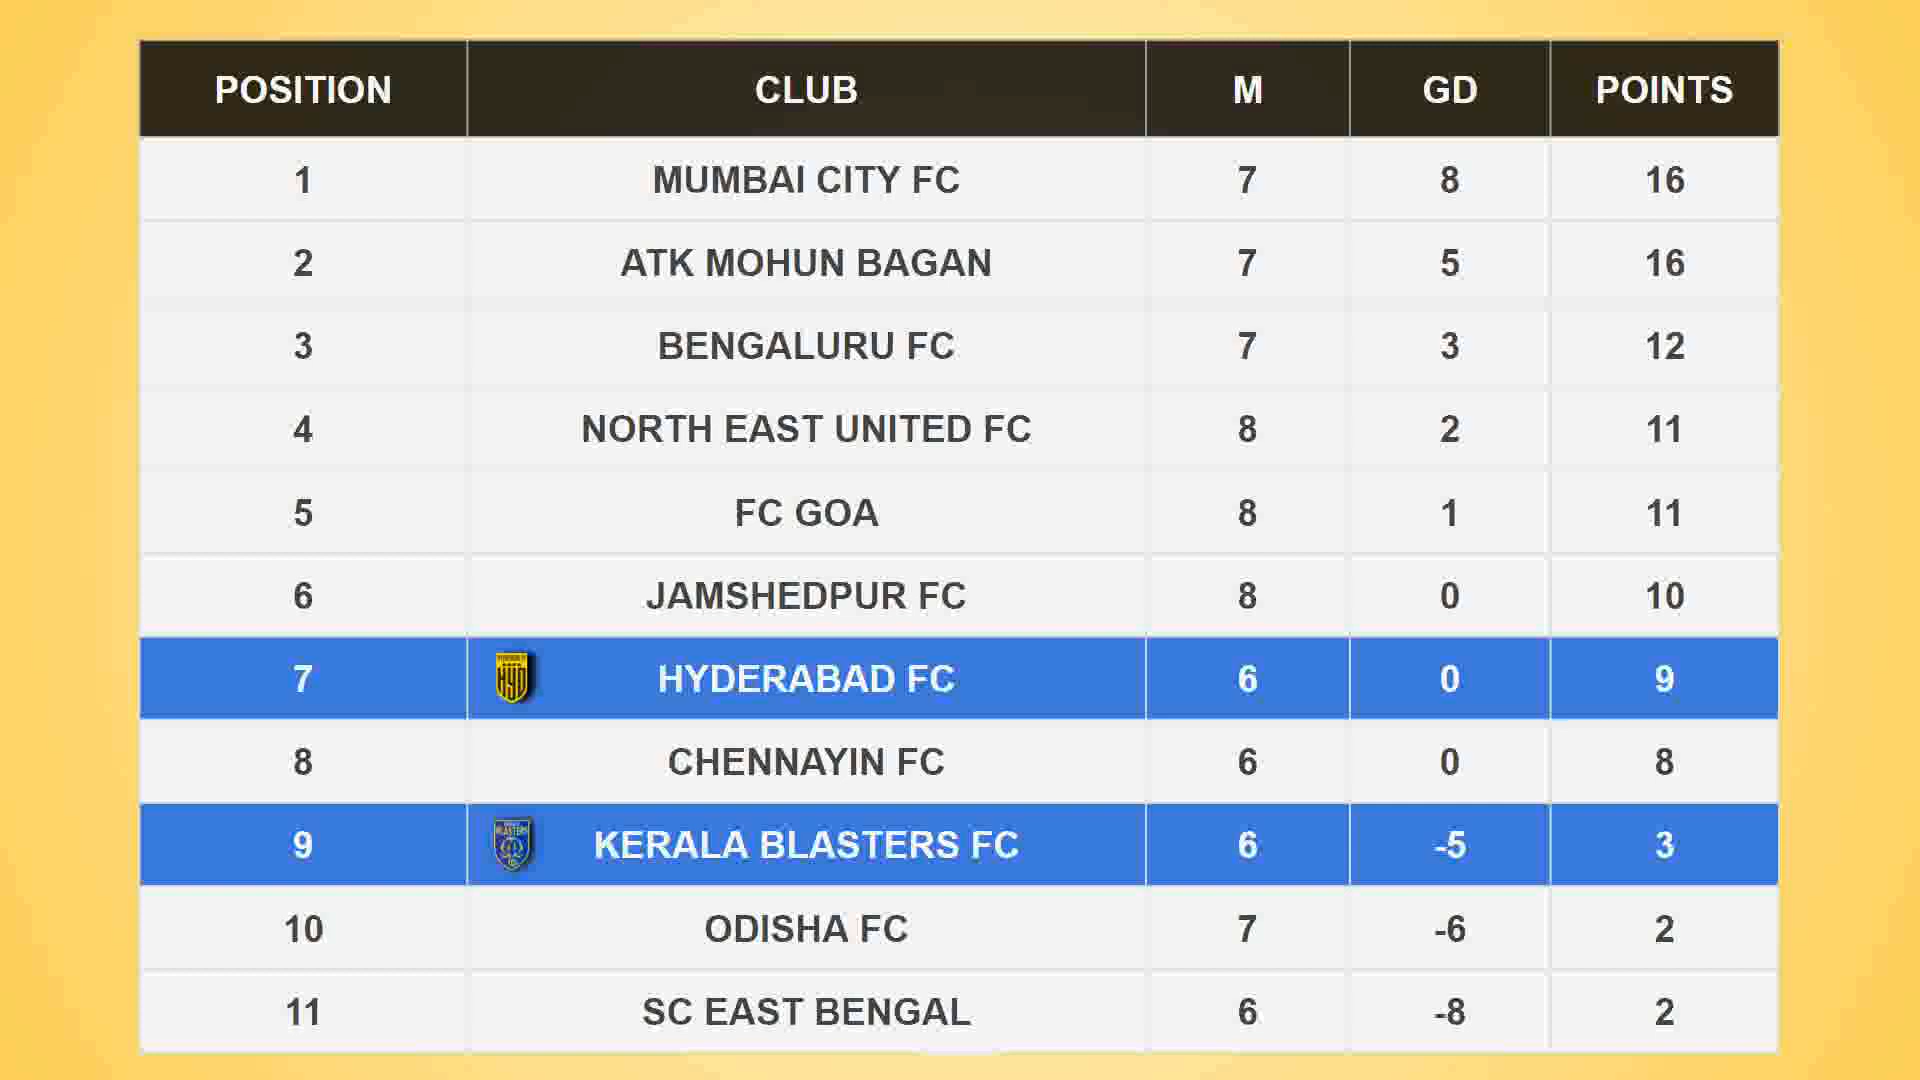 POSITION CLUB M GD POINTS
1 MUMBAI CITY FC 7 8 16
2 ATK MOHUN BAGAN 7 5 16
3 BENGALURU FC 7 3 12
4 NORTH EAST UNITED FC 8 2 11
5 FC GOA 8 1 11
6 JAMSHEDPUR FC 8 0 10
7 HYD HYDERABAD FC 6 0 9
8 CHENNAYIN FC 6 0 8
9 BLASTERS KERALA BLASTERS FC 6 -5 3
10 ODISHA FC 7 -6 2
11 SC EAST BENGAL 6 -8 2